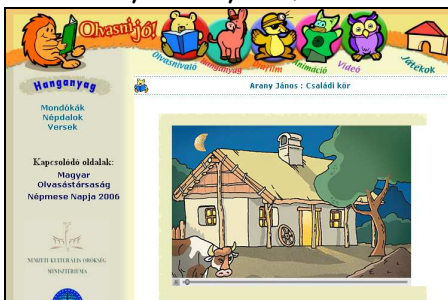 Olvasni jó!
Olvasnivaló
Hanganyag
Diafilm
Animáció
Videó
Játékok
Hanganyag
Arany János : Családi kör
Mondókák
Népdalok
Versek
Kapcsolódó oldalak:
Magyar
Olvasástársaság
Népmese Napja 2006
NEMZETI KULTURÁLIS ÖRÖKSÉG
MINISZTÉRIUMA